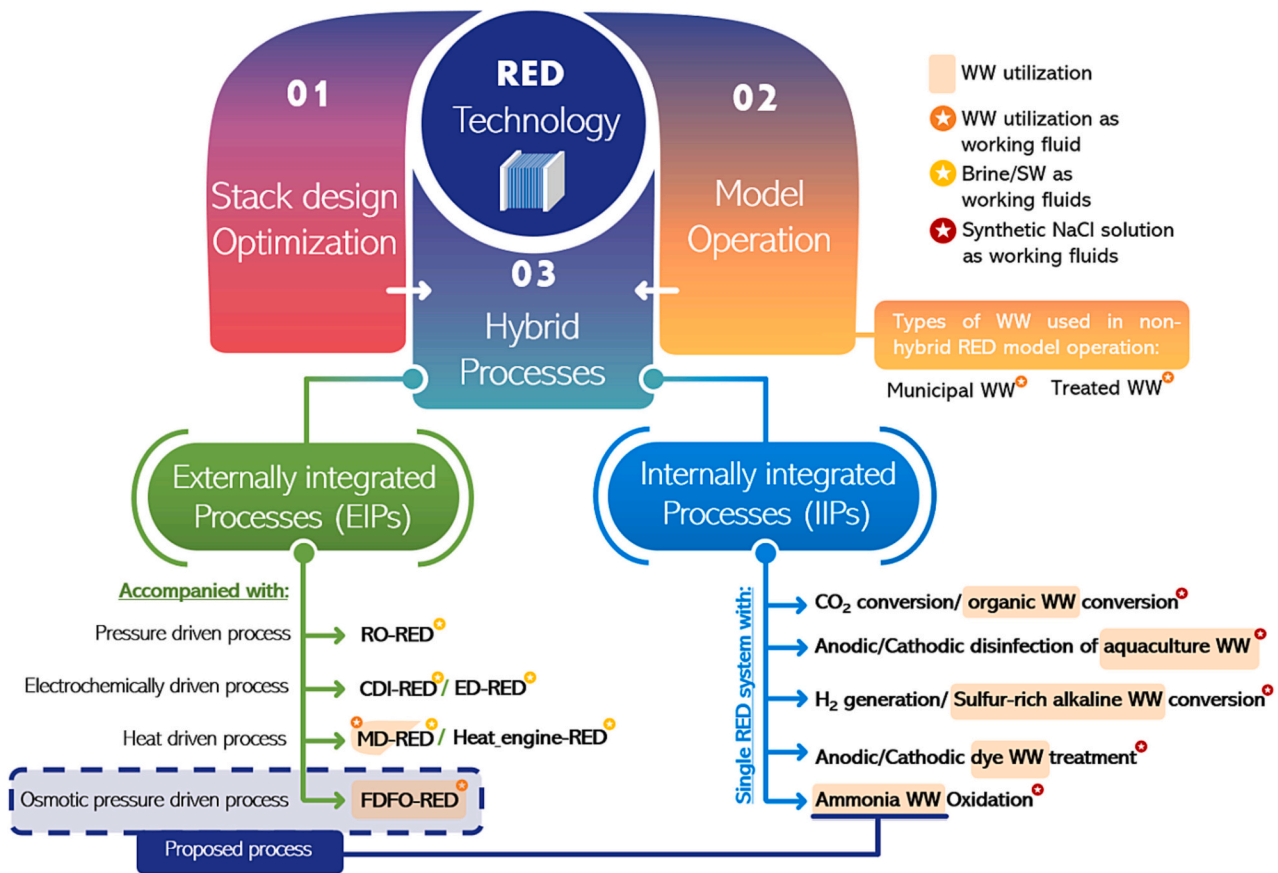 RED
Technology
01
Stack design
Optimization
02
Model
Operation
03
Hybrid
Processes
WW utilization
WW utilization as
working fluid
Brine/SW as
working fluids
Synthetic NaCl solution
as working fluids
Types of WW used in non-
hybrid RED model operation:
Municipal WW Treated WW
Externally integrated
Processes (EIPs)
Accompanied with:
Pressure driven process RO-RED
Electrochemically driven process CDI-RED / ED-RED
Heat driven process MD-RED / Heat_engine-RED
Osmotic pressure driven process FDFO-RED
Proposed process
Internally integrated
Processes (IIPs)
Single RED system with:
CO₂ conversion/ organic WW conversion
Anodic/Cathodic disinfection of aquaculture WW
H₂ generation/ Sulfur-rich alkaline WW conversion
Anodic/Cathodic dye WW treatment
Ammonia WW Oxidation